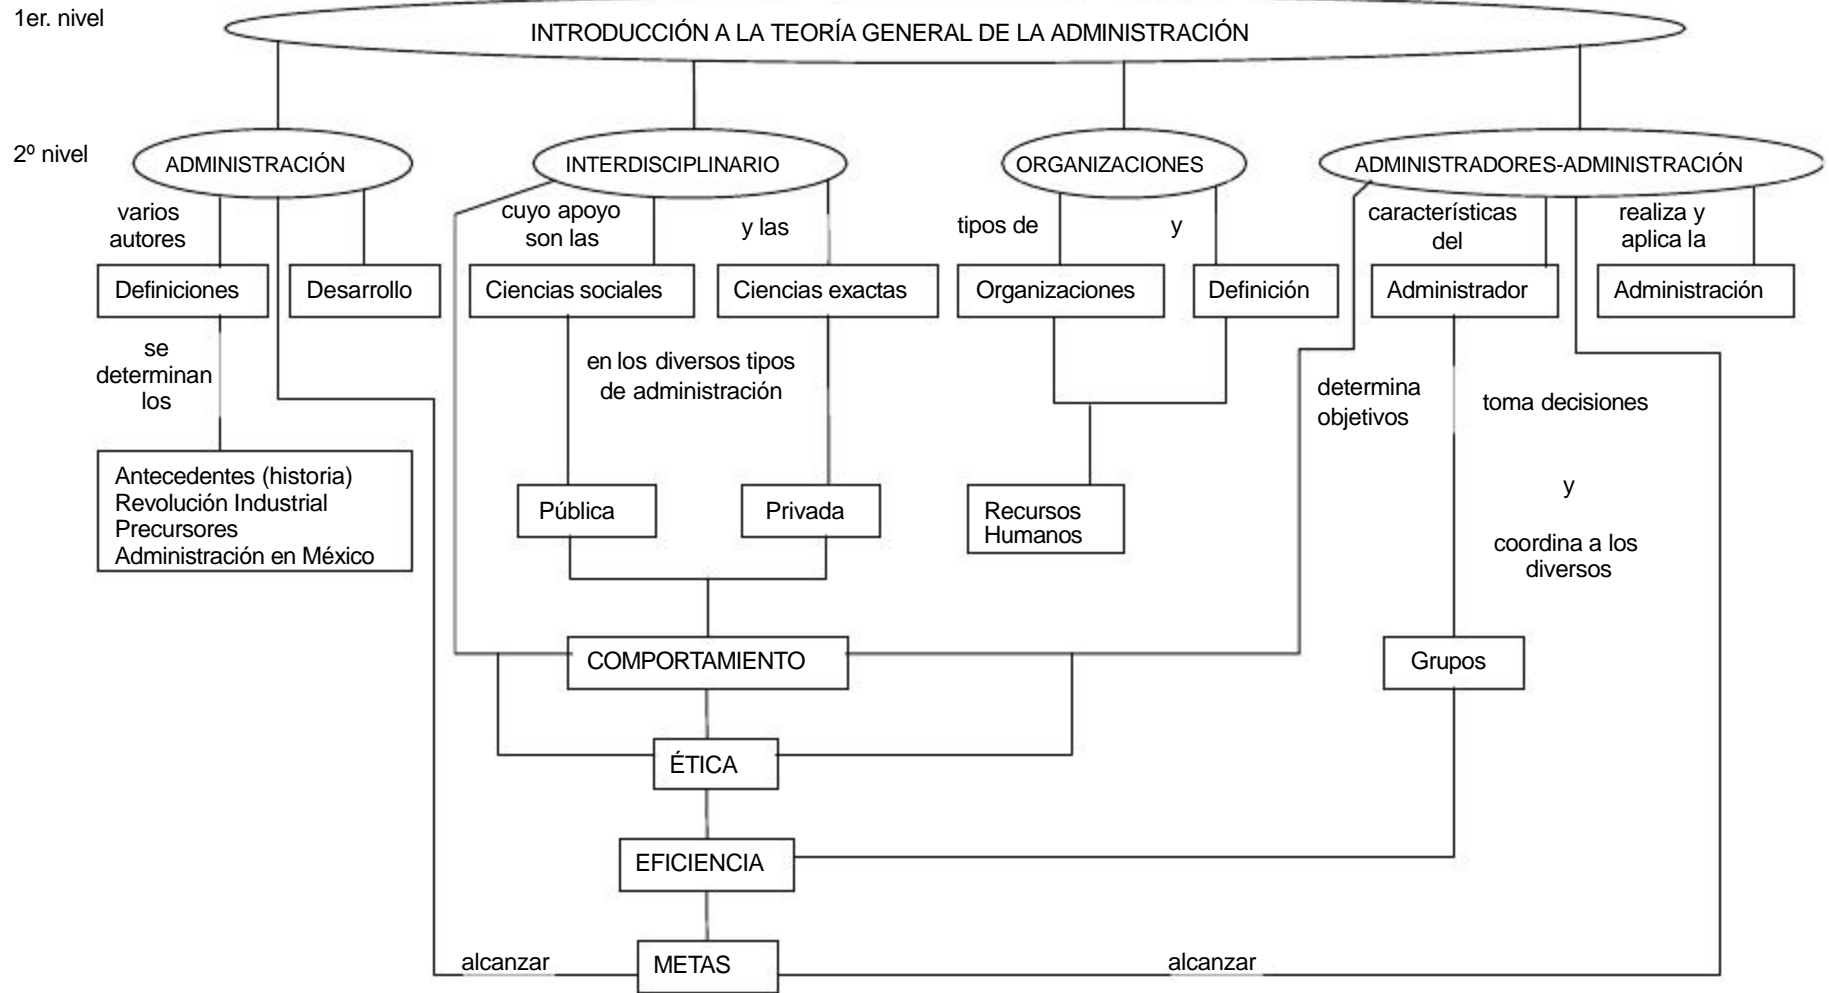 1er. nivel
INTRODUCCIÓN A LA TEORÍA GENERAL DE LA ADMINISTRACIÓN
2º nivel
ADMINISTRACIÓN
INTERDISCIPLINARIO
ORGANIZACIONES
ADMINISTRADORES-ADMINISTRACIÓN
varios
autores
cuyo apoyo
son las
y las
tipos de
y
características
del
realiza y
aplica la
Definiciones
Desarrollo
Ciencias sociales
Ciencias exactas
Organizaciones
Definición
Administrador
Administración
se
determinan
los
en los diversos tipos
de administración
determina
objetivos
toma decisiones
y
coordina a los
diversos
Antecedentes (historia)
Revolución Industrial
Precursores
Administración en México
Pública
Privada
Recursos
Humanos
COMPORTAMIENTO
Grupos
ÉTICA
EFICIENCIA
alcanzar
METAS
alcanzar